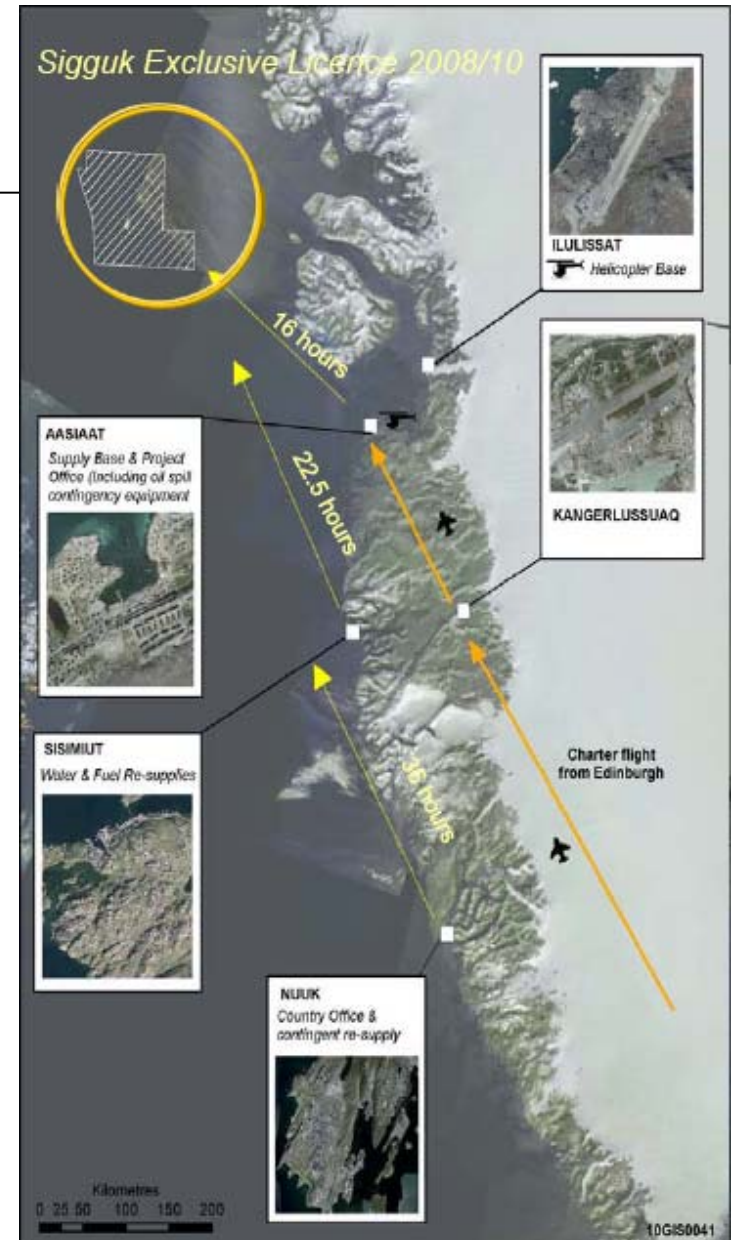 Sigguk Exclusive Licence 2008/10
ILULISSAT
Helicopter Base
16 hours
KANGERLUSSUAQ
AASIAAT
Supply Base & Project
Office (Including oil spill
contingency equipment
22.5 hours
SISIMIUT
Water & Fuel Re-supplies
36 hours
Charter flight
from Edinburgh
NUUK
Country Office &
contingent re-supply
Kilometres
0 25 50 100 150 200
10GIS0041